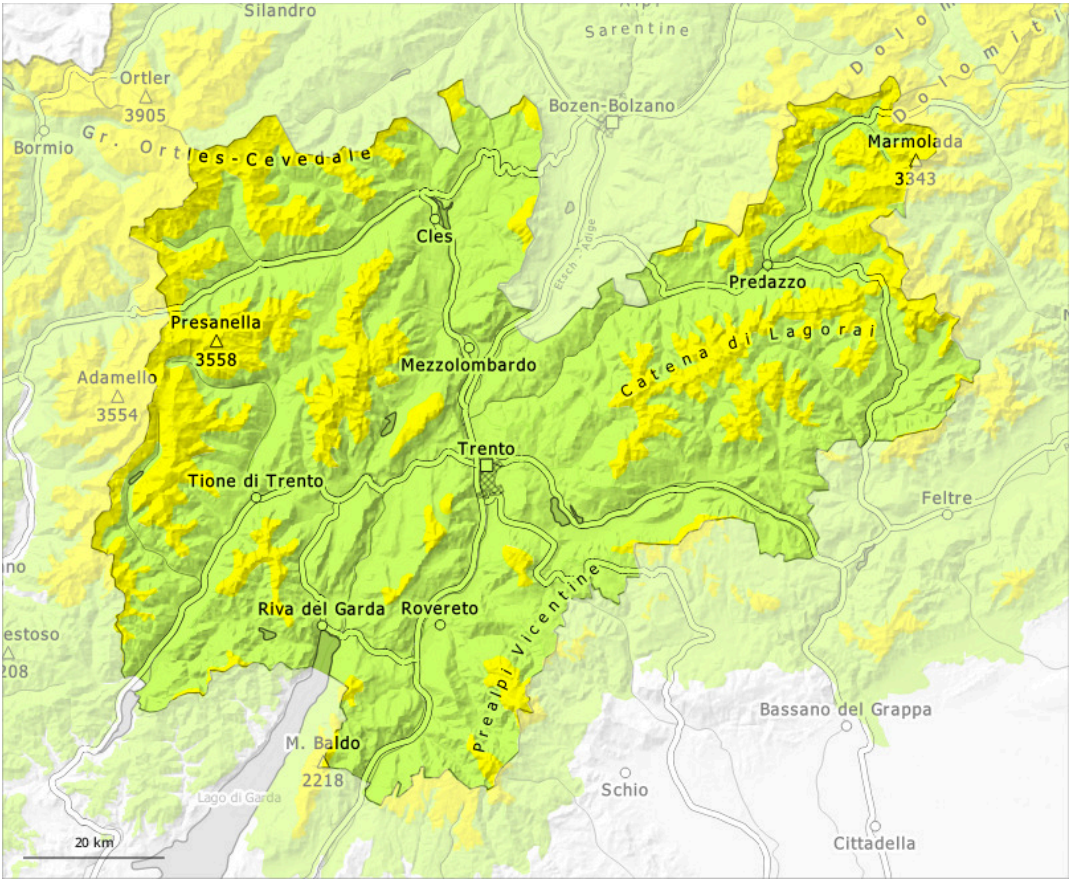 Silandro
Sarentine
Ortler
3905
Bozen-Bolzano
Bormio
Gr. Ortles-Cevedale
Marmolada
3343
Cles
Etsch - Adige
Predazzo
Presanella
3558
Catena di Lagorai
Mezzolombardo
Adamello
3554
Trento
Tione di Trento
Feltre
Riva del Garda
Rovereto
Prealpi Vicentine
208
Bassano del Grappa
M. Baldo
2218
Schio
Lago di Garda
20 km
Cittadella